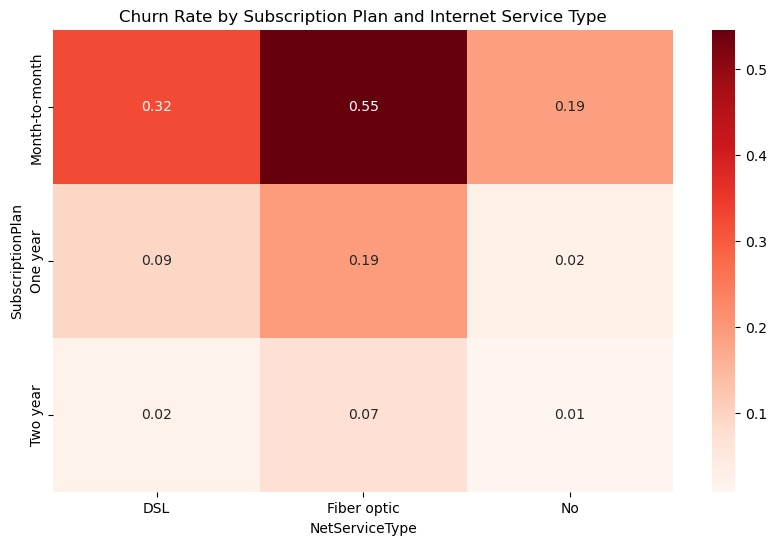 Churn Rate by Subscription Plan and Internet Service Type
SubscriptionPlan
Month-to-month
0.32 0.55 0.19
One year
0.09 0.19 0.02
Two year
0.02 0.07 0.01
DSL Fiber optic No
NetServiceType
0.5
0.4
0.3
0.2
0.1